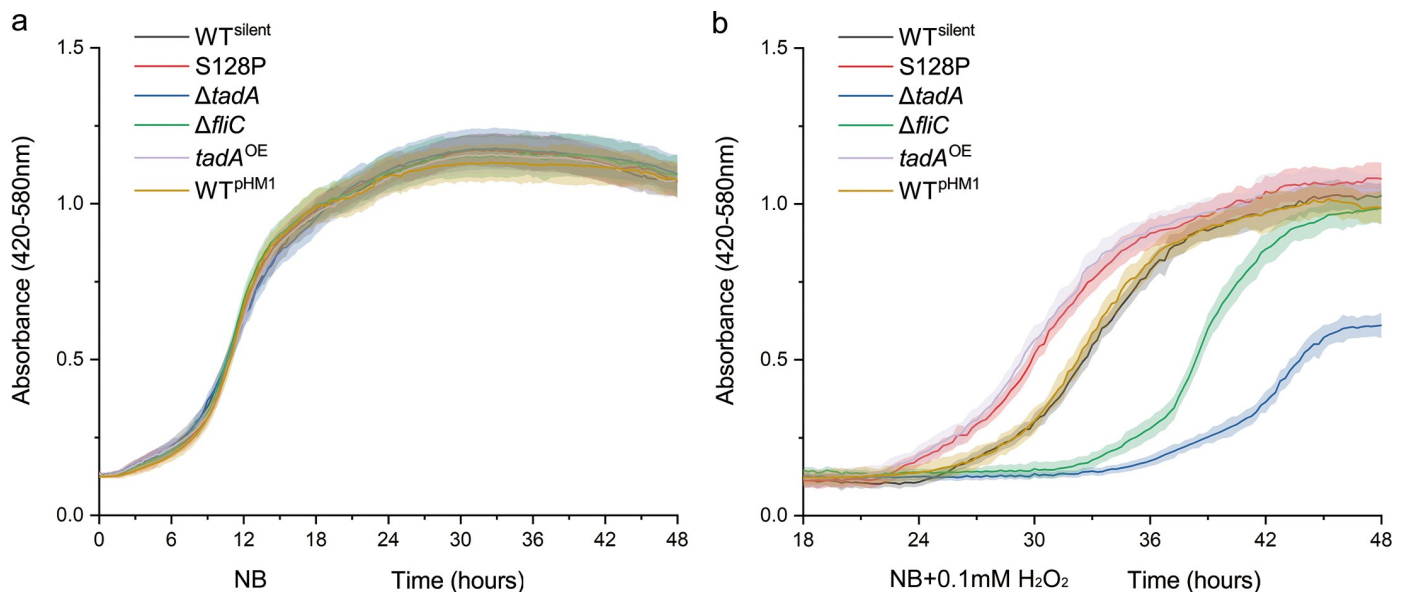 a
WTsilent
S128P
ΔtadA
ΔfliC
tadAOE
WTpHM1
Absorbance (420-580nm)
1.5
1.0
0.5
0.0
0 6 12 18 24 30 36 42 48
NB Time (hours)
b
WTsilent
S128P
ΔtadA
ΔfliC
tadAOE
WTpHM1
Absorbance (420-580nm)
1.5
1.0
0.5
0.0
18 24 30 36 42 48
NB+0.1mM H₂O₂ Time (hours)